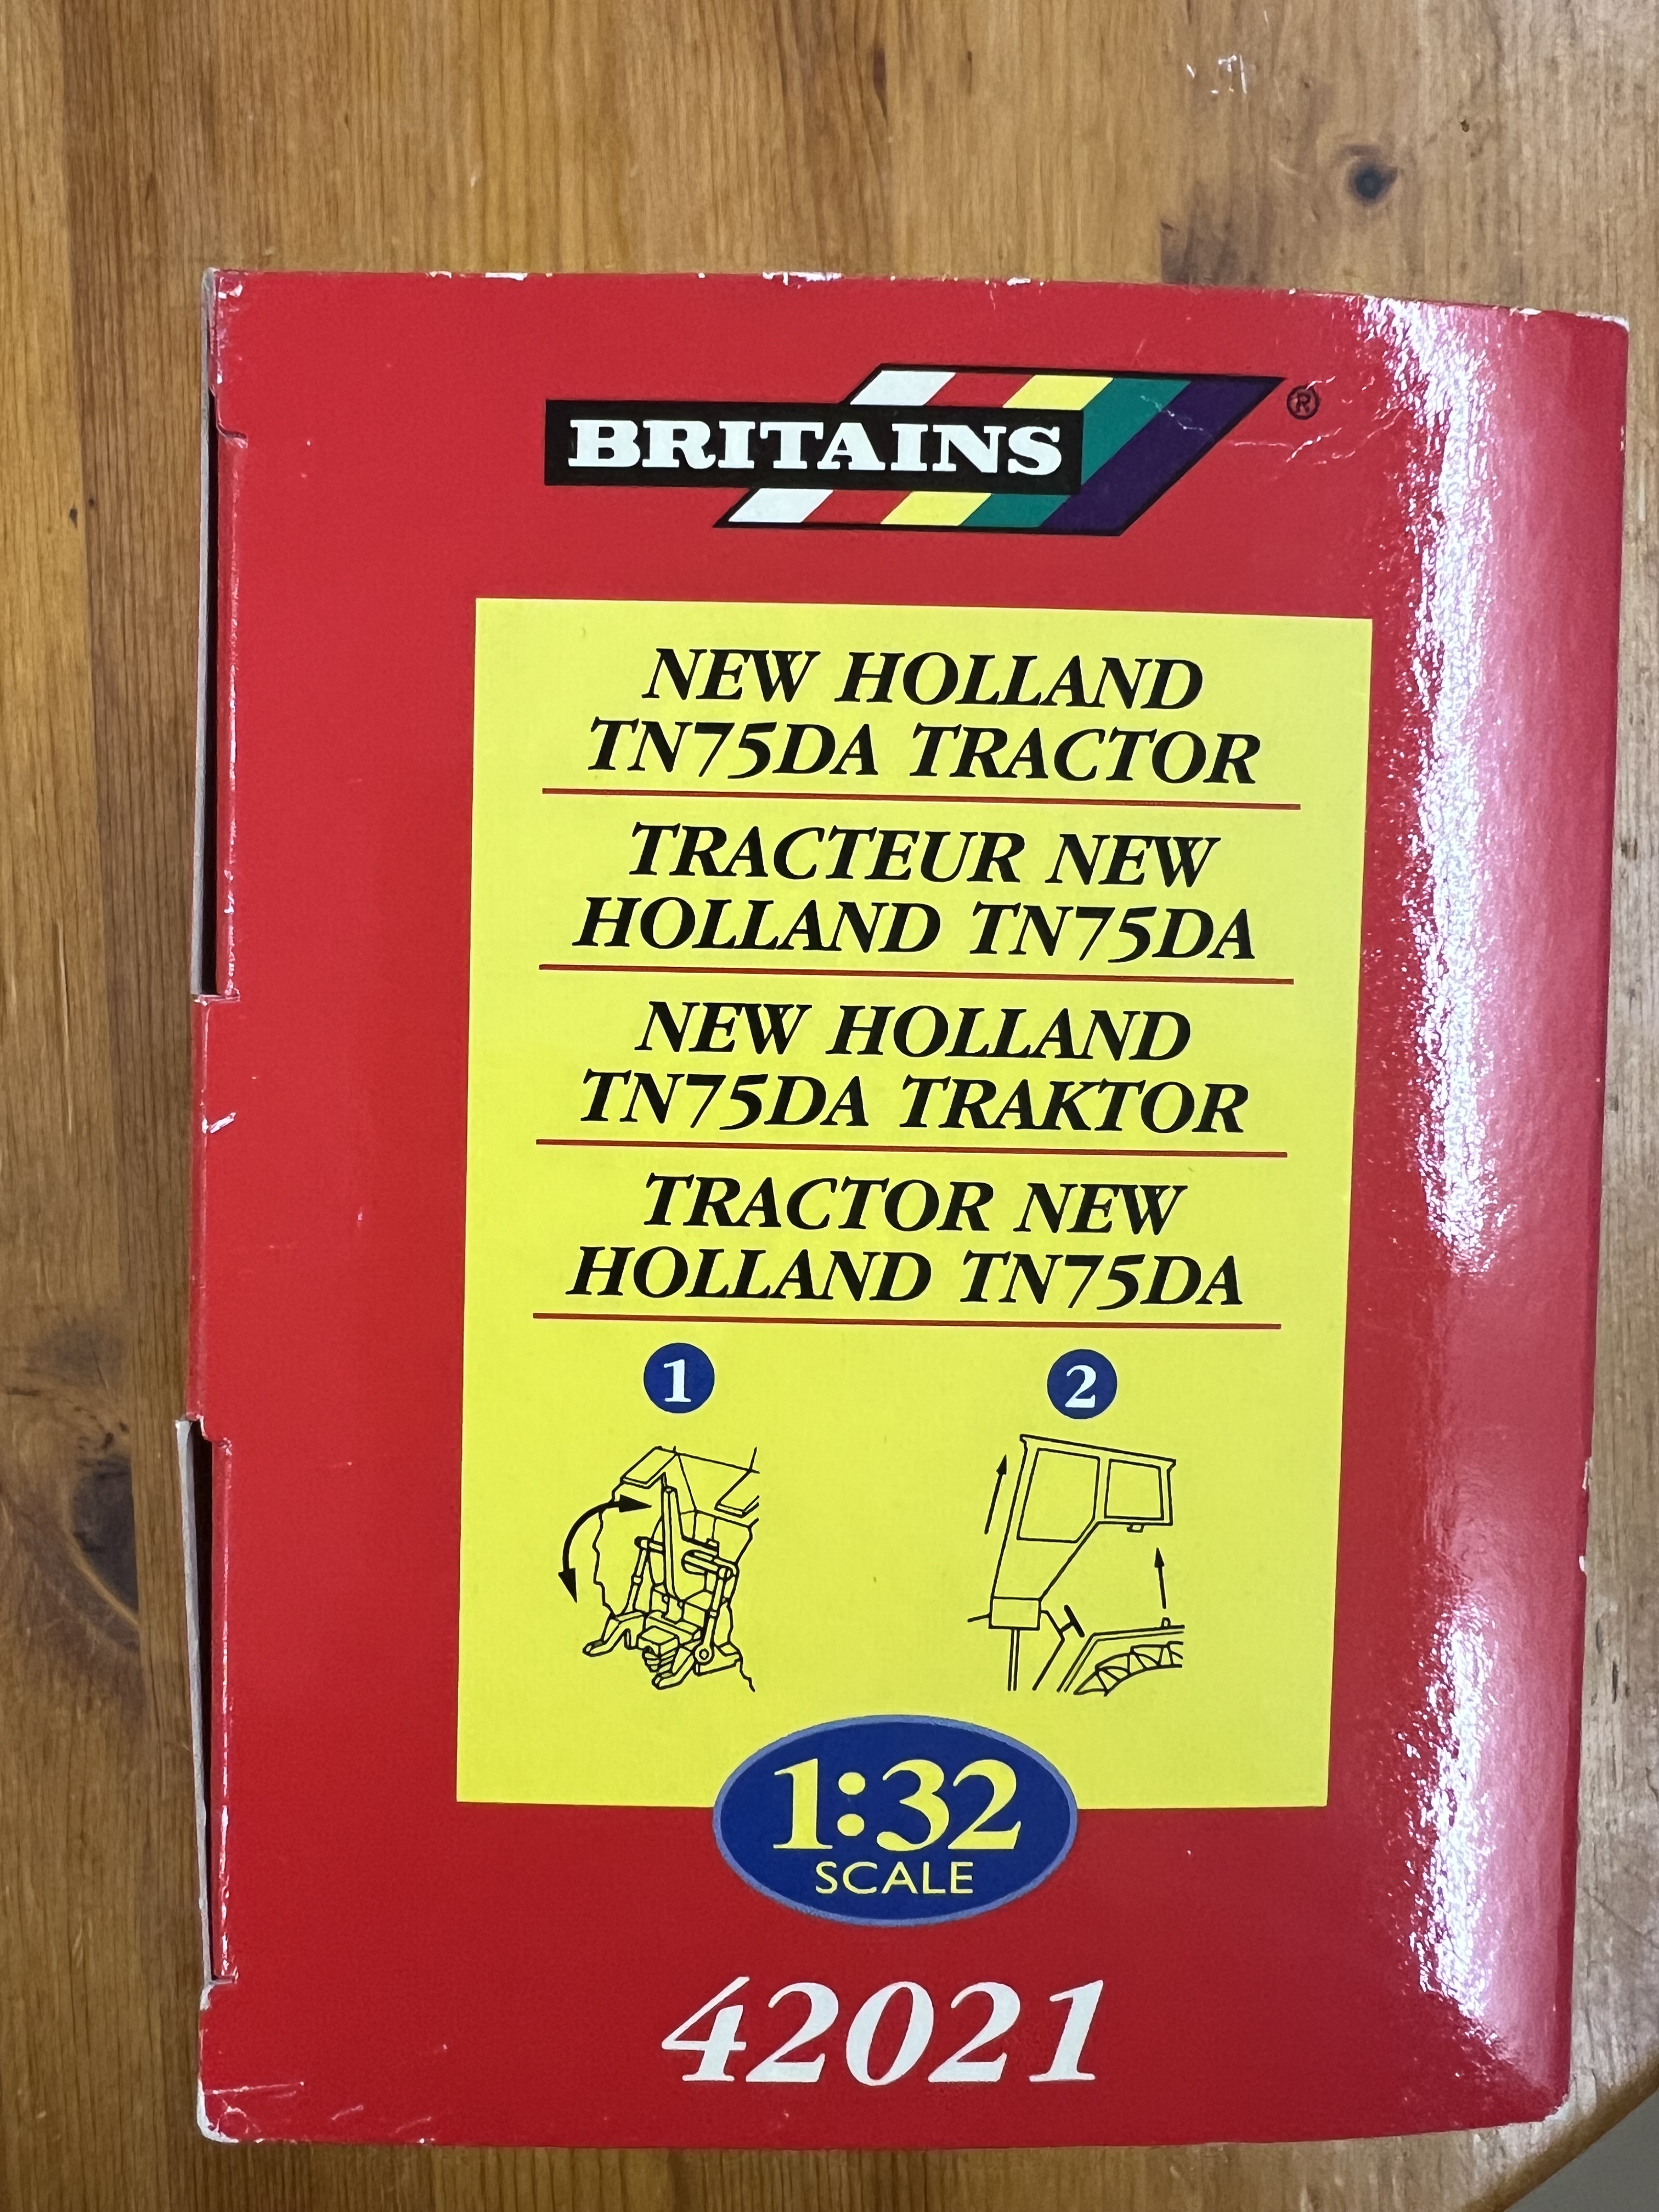 BRITAINS ®
NEW HOLLAND
TN75DA TRACTOR
TRACTEUR NEW
HOLLAND TN75DA
NEW HOLLAND
TN75DA TRAKTOR
TRACTOR NEW
HOLLAND TN75DA
1 2
1:32
SCALE
42021